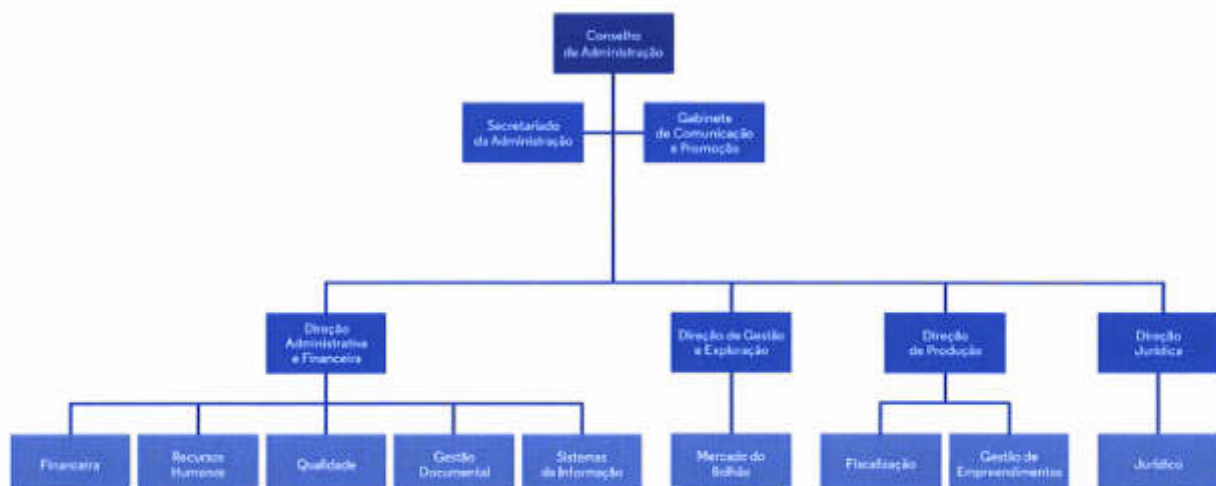 Conselho
de Administração
Secretariado
da Administração
Gabinete
de Comunicação
e Promoção
Direção
Administrativa
e Financeira
Direção de Gestão
e Exploração
Direção
de Produção
Direção
Jurídica
Financeira
Recursos
Humanos
Qualidade
Gestão
Documental
Sistemas
de Informação
Mercado do
Bolhão
Fiscalização
Gestão de
Empreendimentos
Jurídico